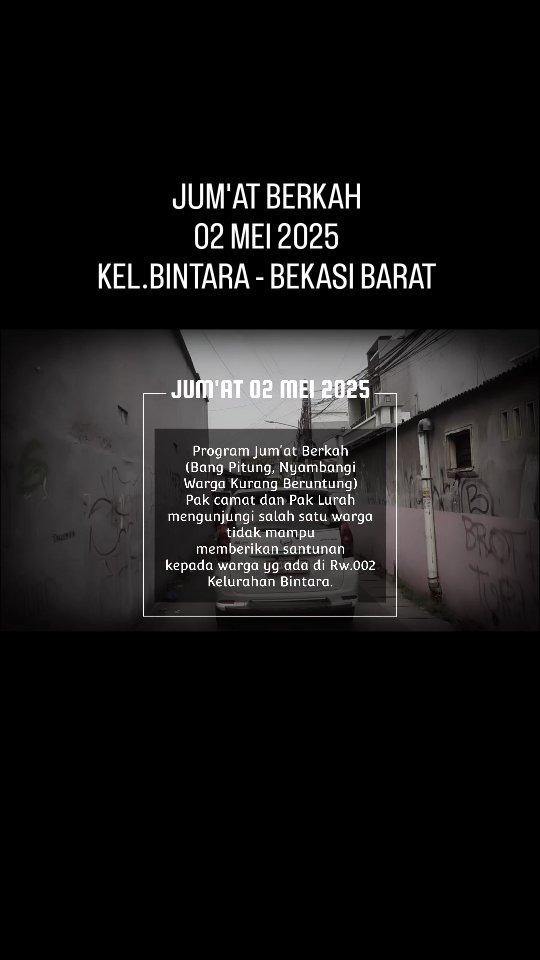 JUM'AT BERKAH
02 MEI 2025
KEL.BINTARA - BEKASI BARAT
JUM'AT 02 MEI 2025
Program Jum'at Berkah
(Bang Pitung, Nyambangi
Warga Kurang Beruntung)
Pak camat dan Pak Lurah
mengunjungi salah satu warga
tidak mampu
memberikan santunan
kepada warga yg ada di Rw.002
Kelurahan Bintara.